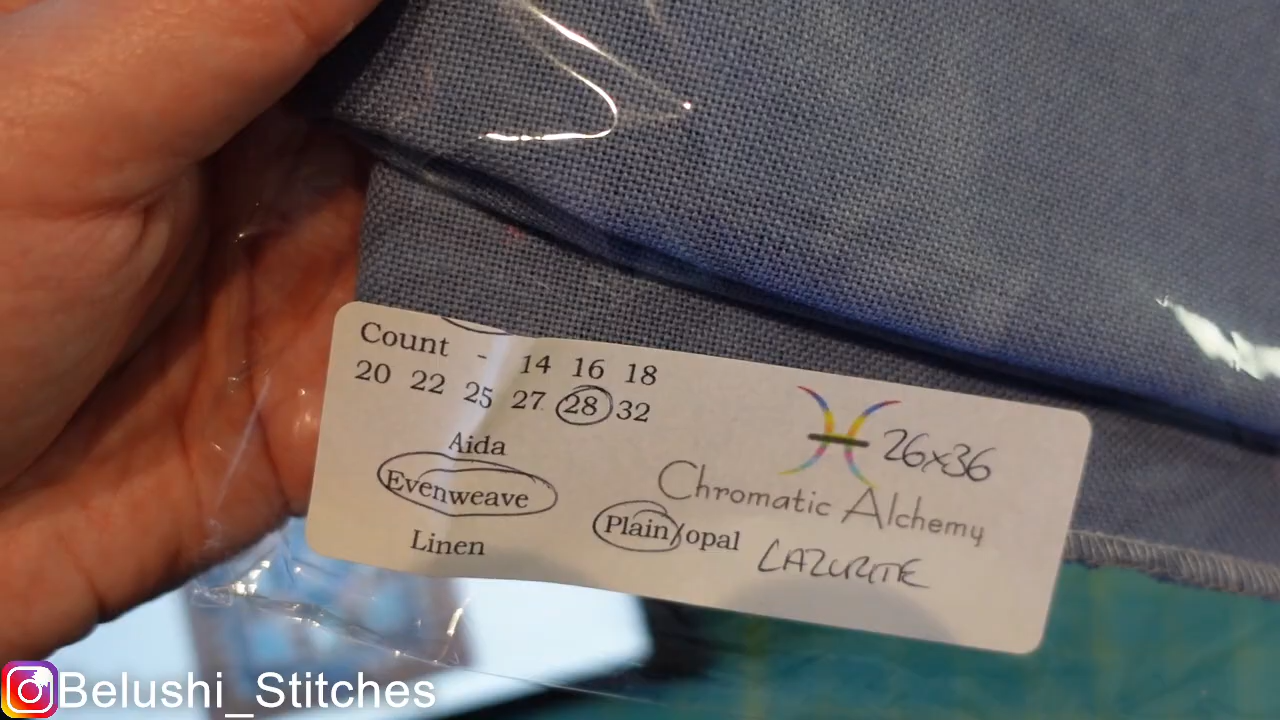 Count - 14 16 18
20 22 25 27 28 32
Aida
Evenweave
Linen
Plain/opal
26x36
Chromatic Alchemy
LAZURITE
Belushi_Stitches